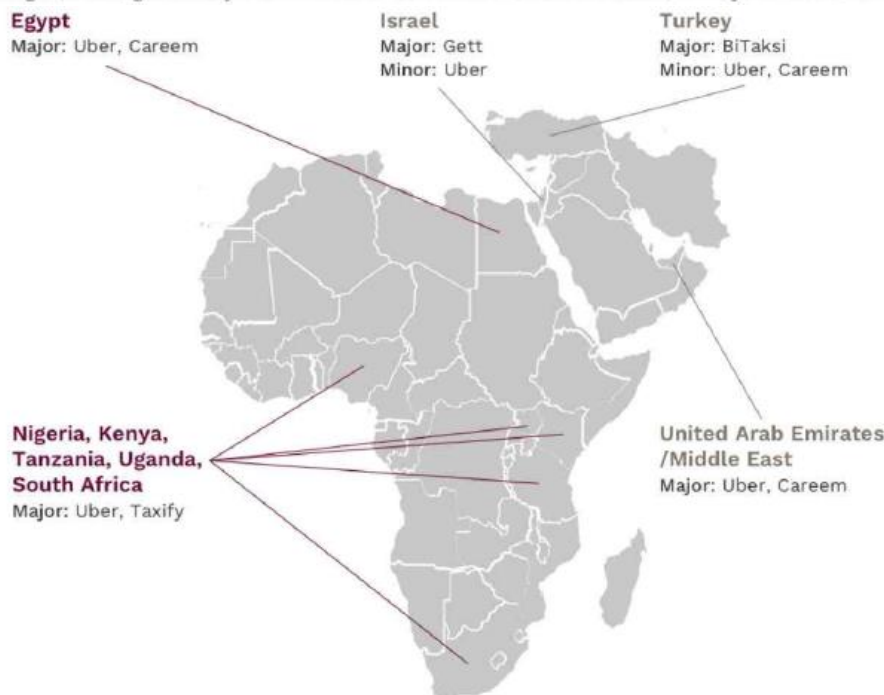 Egypt
Major: Uber, Careem
Israel
Major: Gett
Minor: Uber
Turkey
Major: BiTaksi
Minor: Uber, Careem
Nigeria, Kenya,
Tanzania, Uganda,
South Africa
Major: Uber, Taxify
United Arab Emirates
/Middle East
Major: Uber, Careem